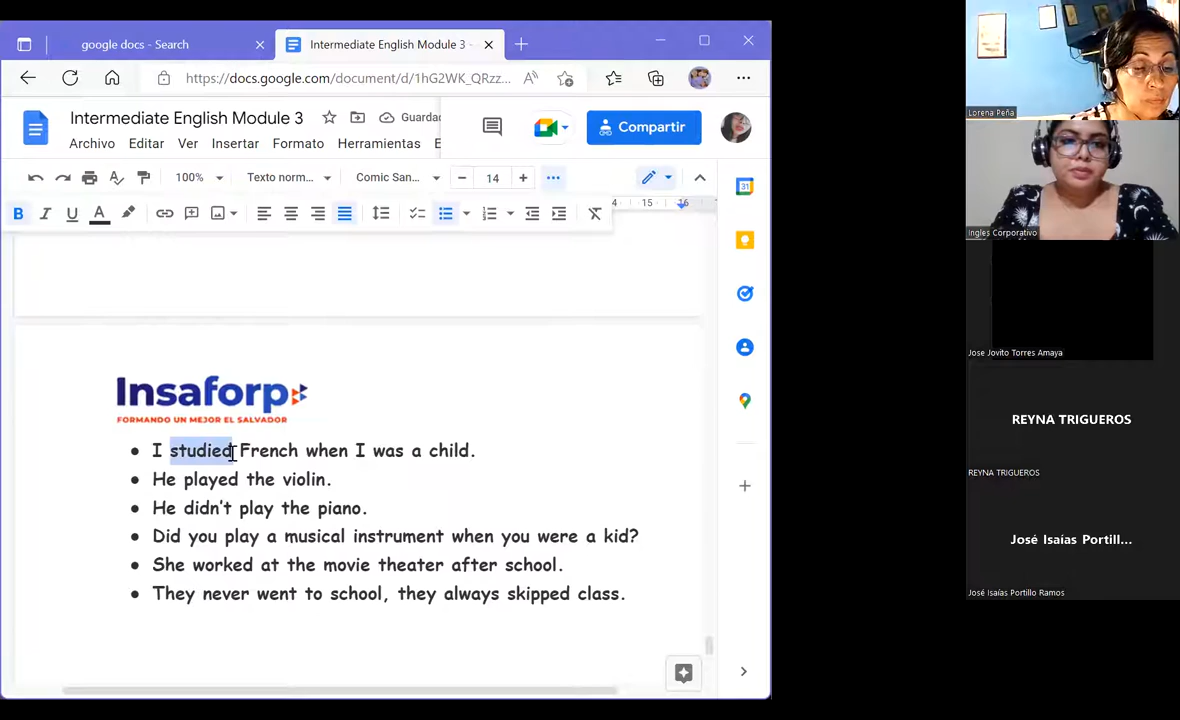 google docs - Search
Intermediate English Module 3 -
https://docs.google.com/document/d/1hG2WK_QRzz...
Intermediate English Module 3
Guardac
Compartir
Archivo Editar Ver Insertar Formato Herramientas E
100% Texto norm... Comic San... 14
B I U A
14 15 16
31
Insaforp
FORMANDO UN MEJOR EL SALVADOR
● I studied French when I was a child.
● He played the violin.
● He didn't play the piano.
● Did you play a musical instrument when you were a kid?
● She worked at the movie theater after school.
● They never went to school, they always skipped class.
Lorena Peña
Ingles Corporativo
Jose Jovito Torres Amaya
REYNA TRIGUEROS
REYNA TRIGUEROS
José Isaías Portill...
José Isaías Portillo Ramos